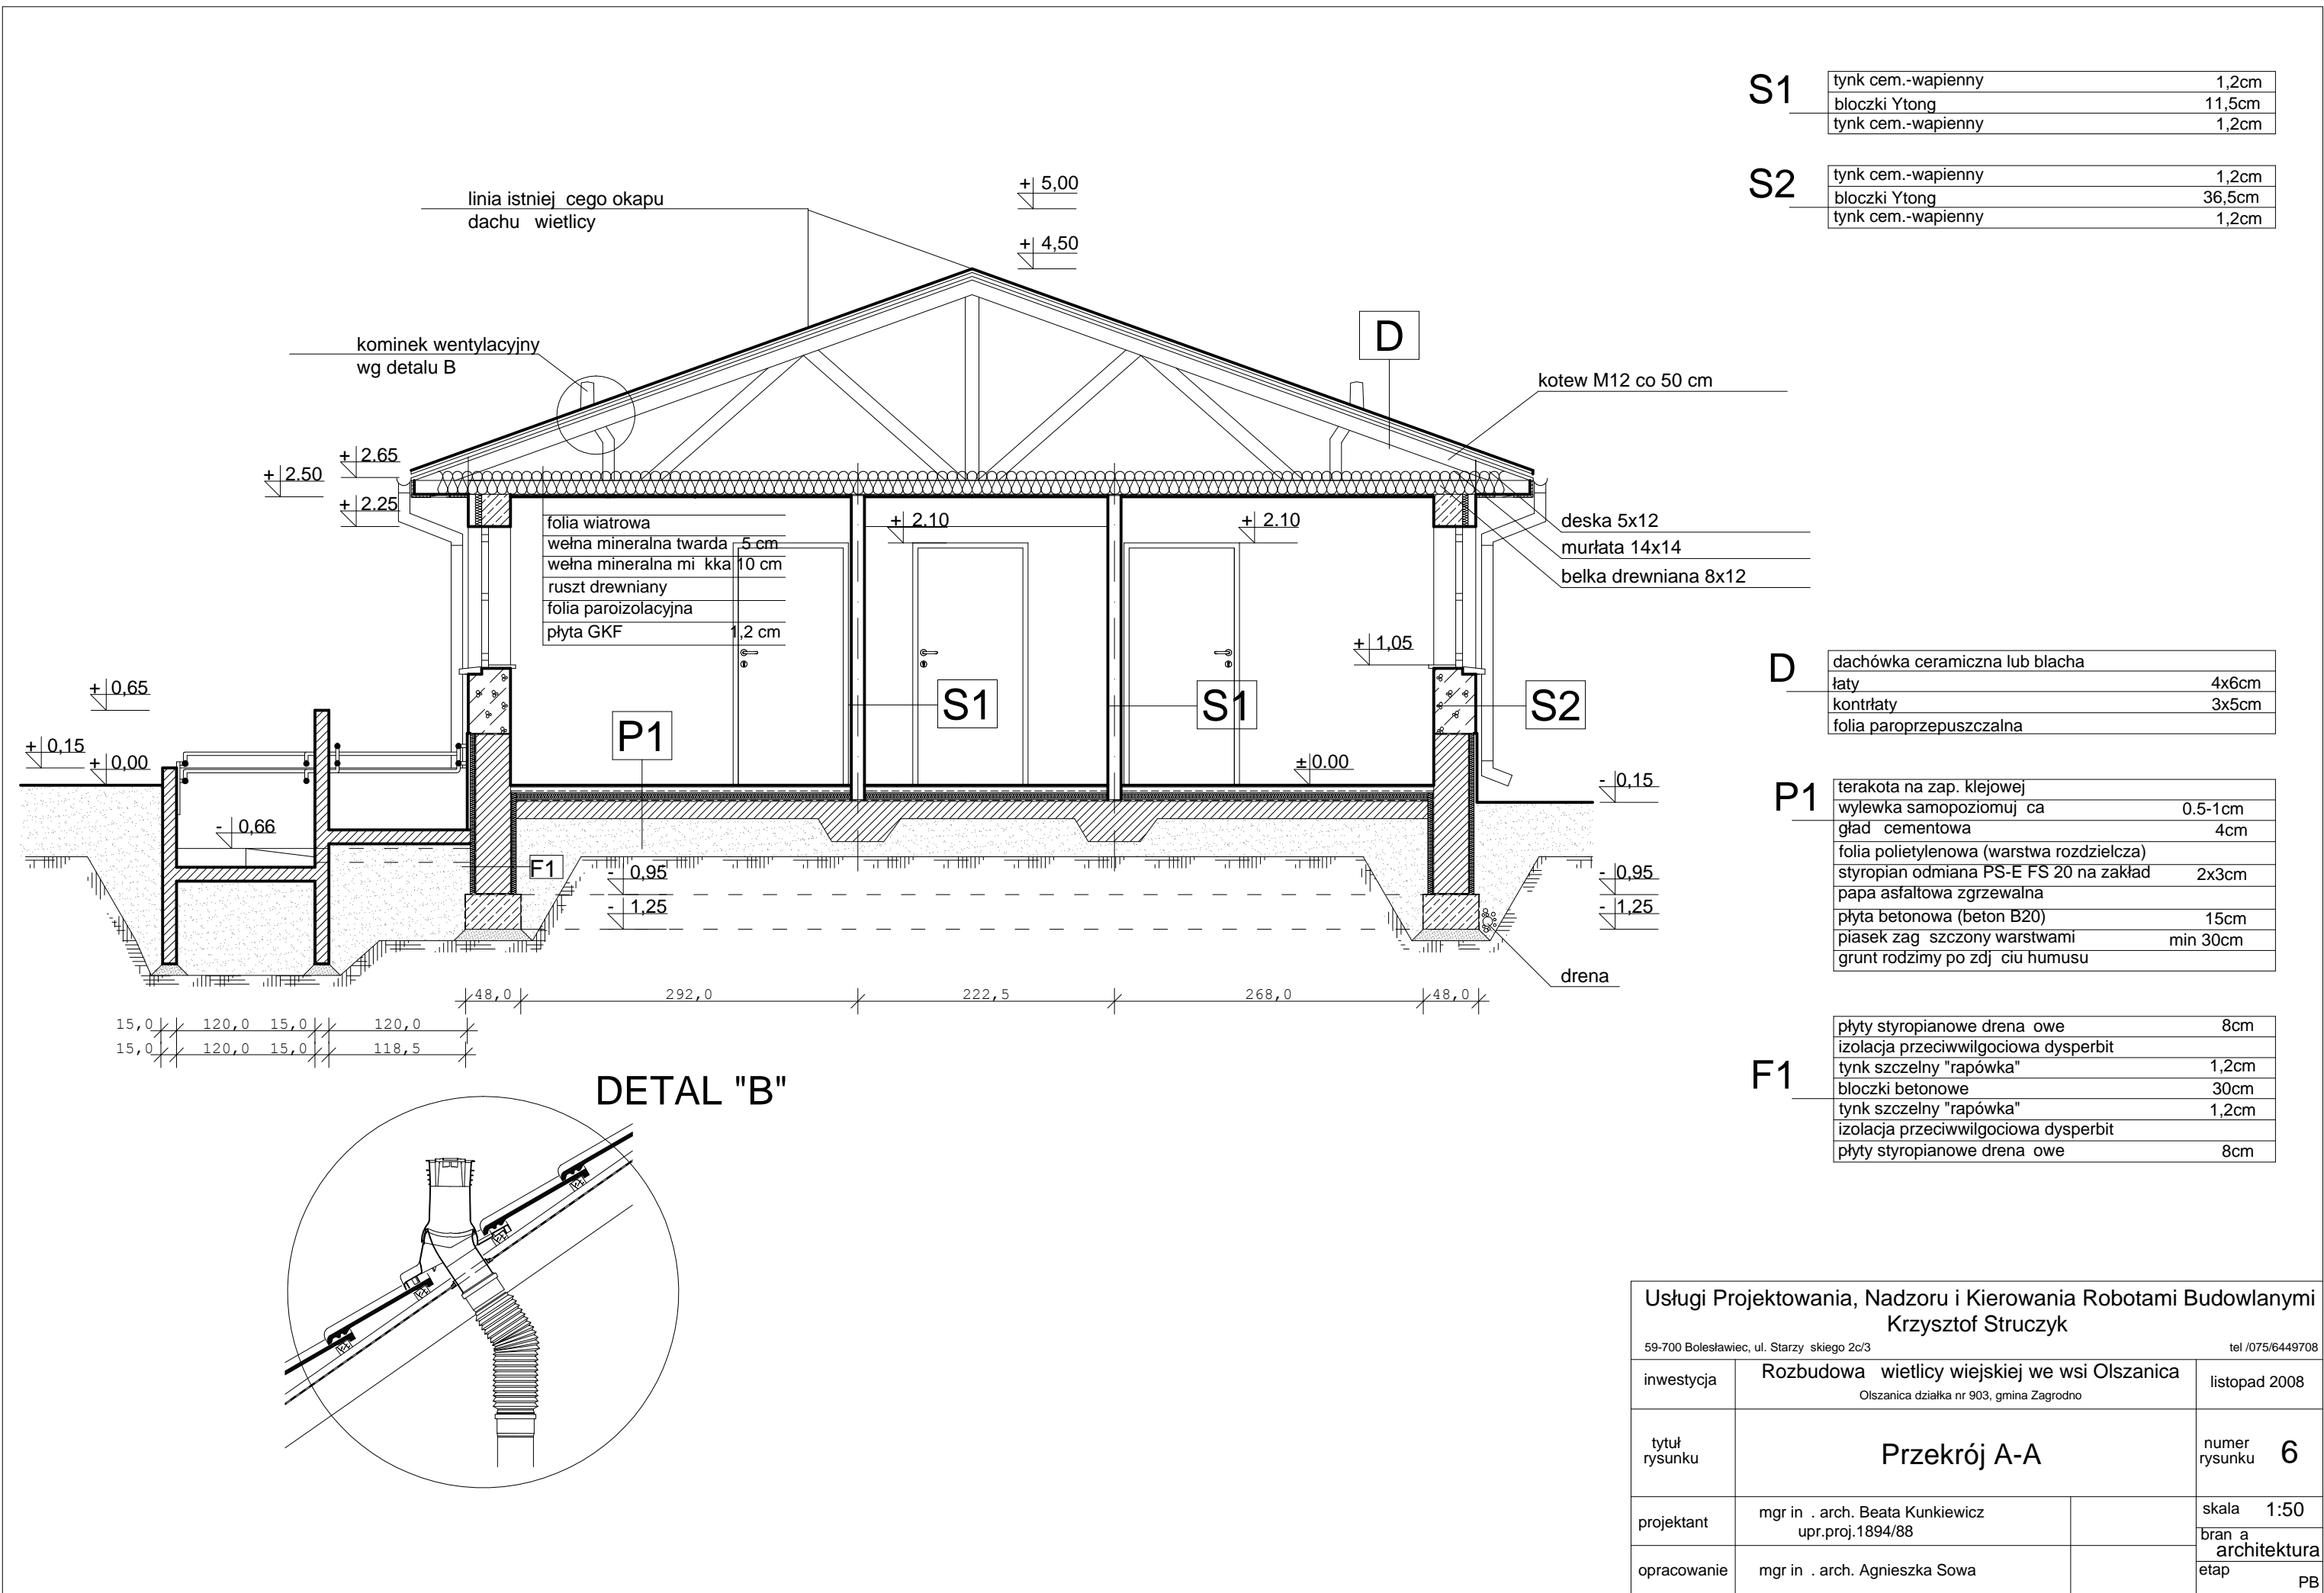 S1
tynk cem.-wapienny 1,2cm
bloczki Ytong 11,5cm
tynk cem.-wapienny 1,2cm
S2
tynk cem.-wapienny 1,2cm
bloczki Ytong 36,5cm
tynk cem.-wapienny 1,2cm
linia istniej cego okapu
dachu wietlicy
+ 5,00
+ 4,50
kominek wentylacyjny
wg detalu B
D
kotew M12 co 50 cm
+ 2.65
+ 2.50
+ 2.25
folia wiatrowa
wełna mineralna twarda 5 cm
wełna mineralna mi kka 10 cm
ruszt drewniany
folia paroizolacyjna
płyta GKF 1,2 cm
+ 2.10
+ 2.10
deska 5x12
murłata 14x14
belka drewniana 8x12
+ 1,05
+ 0,65
+ 0,15
+ 0,00
P1
S1
S1
S2
± 0.00
- 0,15
- 0,66
F1
- 0,95
- 1,25
- 0,95
- 1,25
drena
D
dachówka ceramiczna lub blacha
łaty 4x6cm
kontrłaty 3x5cm
folia paroprzepuszczalna
P1
terakota na zap. klejowej
wylewka samopoziomuj ca 0.5-1cm
gład cementowa 4cm
folia polietylenowa (warstwa rozdzielcza)
styropian odmiana PS-E FS 20 na zakład 2x3cm
papa asfaltowa zgrzewalna
płyta betonowa (beton B20) 15cm
piasek zag szczony warstwami min 30cm
grunt rodzimy po zdj ciu humusu
48,0 292,0 222,5 268,0 48,0
15,0 120,0 15,0 120,0
15,0 120,0 15,0 118,5
F1
płyty styropianowe drena owe 8cm
izolacja przeciwwilgociowa dysperbit
tynk szczelny "rapówka" 1,2cm
bloczki betonowe 30cm
tynk szczelny "rapówka" 1,2cm
izolacja przeciwwilgociowa dysperbit
płyty styropianowe drena owe 8cm
DETAL "B"
Usługi Projektowania, Nadzoru i Kierowania Robotami Budowlanymi
Krzysztof Struczyk
59-700 Bolesławiec, ul. Starzy skiego 2c/3 tel /075/6449708
inwestycja
Rozbudowa wietlicy wiejskiej we wsi Olszanica
Olszanica działka nr 903, gmina Zagrodno
listopad 2008
tytuł
rysunku
Przekrój A-A
numer
rysunku 6
projektant
mgr in . arch. Beata Kunkiewicz
upr.proj.1894/88
skala 1:50
bran a
architektura
opracowanie
mgr in . arch. Agnieszka Sowa
etap
PB